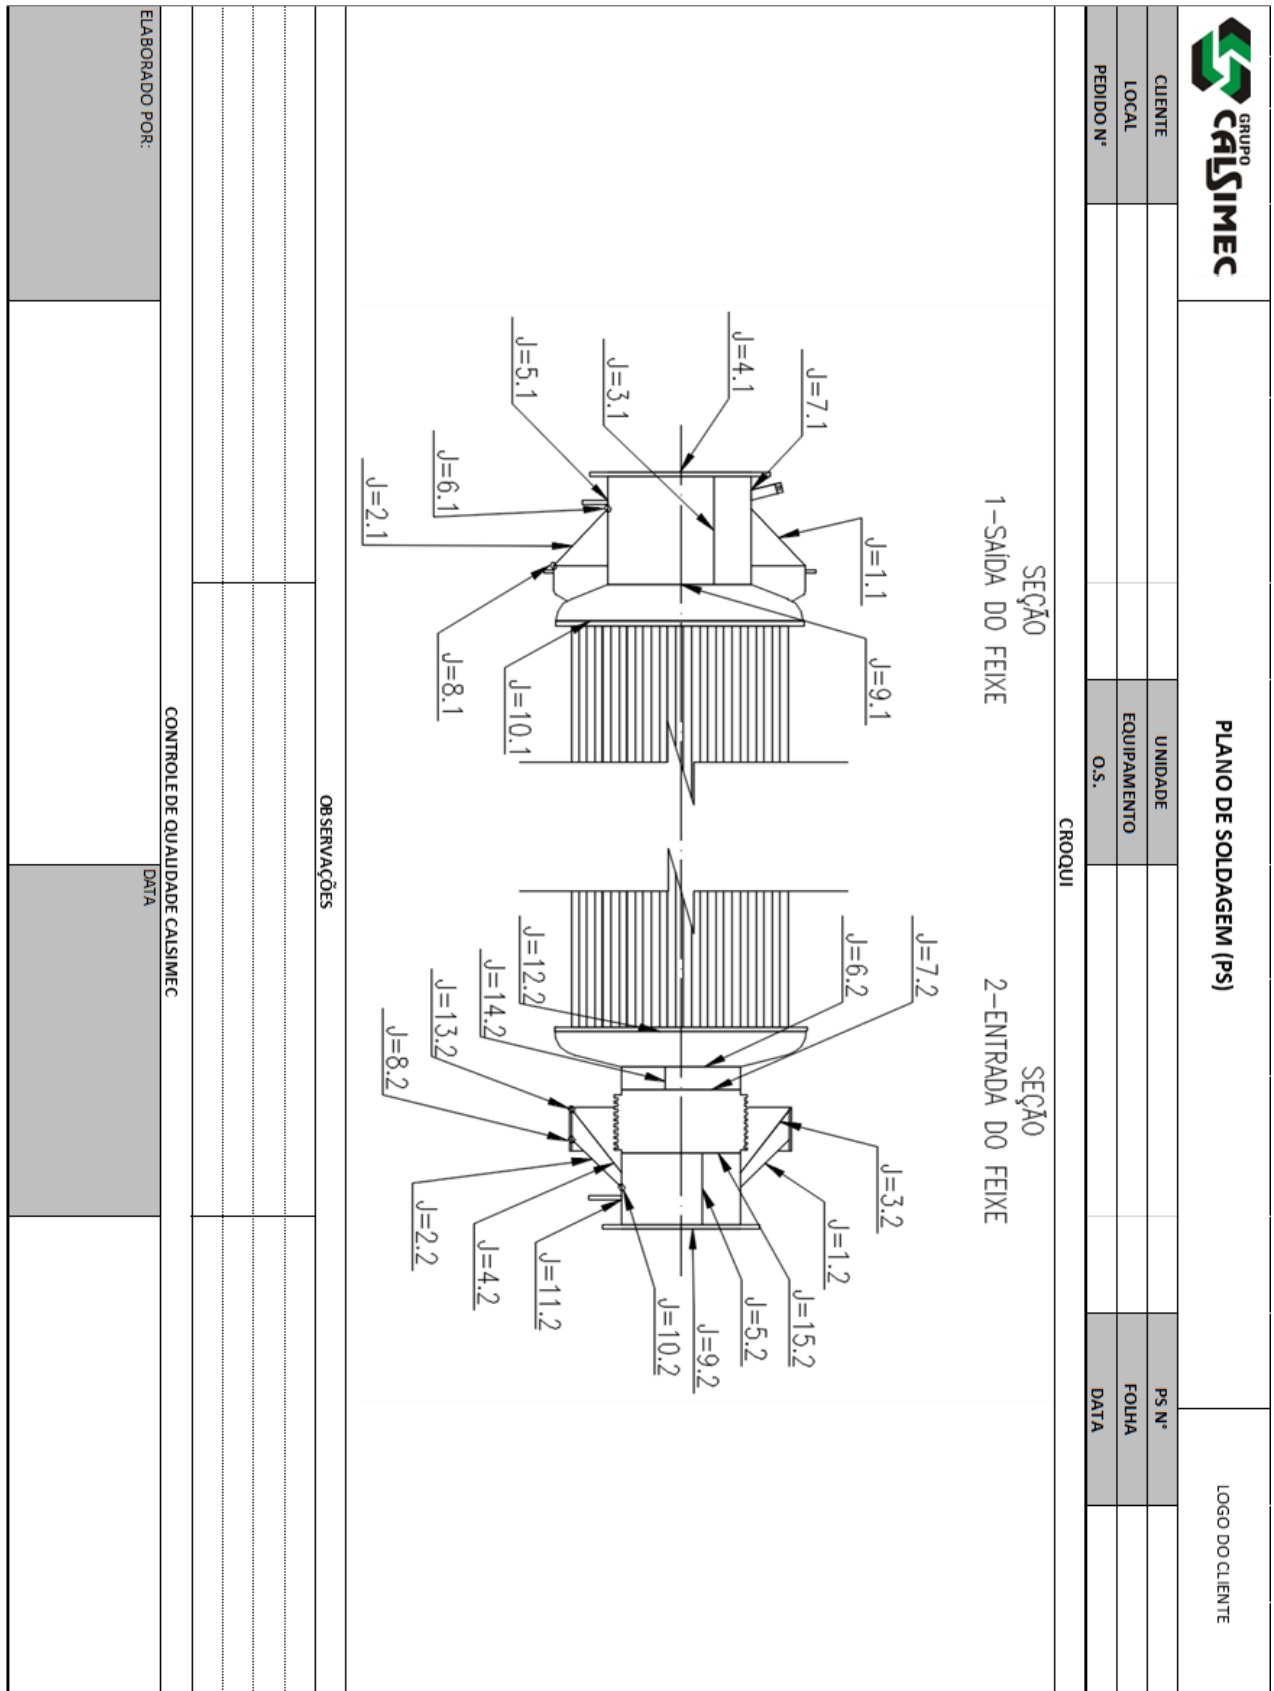 GRUPO
CALSIMEC
PLANO DE SOLDAGEM (PS)
LOGO DO CLIENTE
CLIENTE
UNIDADE
PS N°
LOCAL
EQUIPAMENTO
FOLHA
PEDIDO N°
O.S.
DATA
CROQUI
SEÇÃO
1-SAÍDA DO FEIXE
SEÇÃO
2-ENTRADA DO FEIXE
J=7.1
J=4.1
J=3.1
J=5.1
J=6.1
J=2.1
J=1.1
J=9.1
J=10.1
J=8.1
J=7.2
J=6.2
J=12.2
J=14.2
J=13.2
J=8.2
J=3.2
J=1.2
J=15.2
J=5.2
J=9.2
J=10.2
J=11.2
J=4.2
J=2.2
OBSERVAÇÕES
CONTROLE DE QUALIDADE CALSIMEC
ELABORADO POR:
DATA